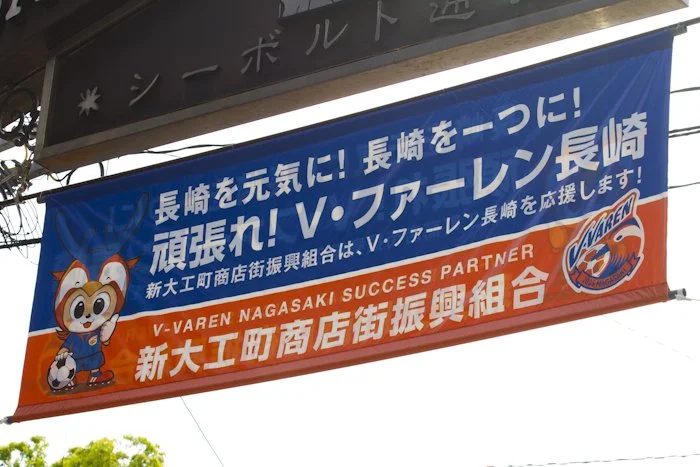 シーボルト通り
長崎を元気に! 長崎を一つに!
頑張れ! V・ファーレン長崎
新大工町商店街振興組合は、V・ファーレン長崎を応援します!
V-VAREN NAGASAKI SUCCESS PARTNER
新大工町商店街振興組合
V·VAREN
NAGASAKI